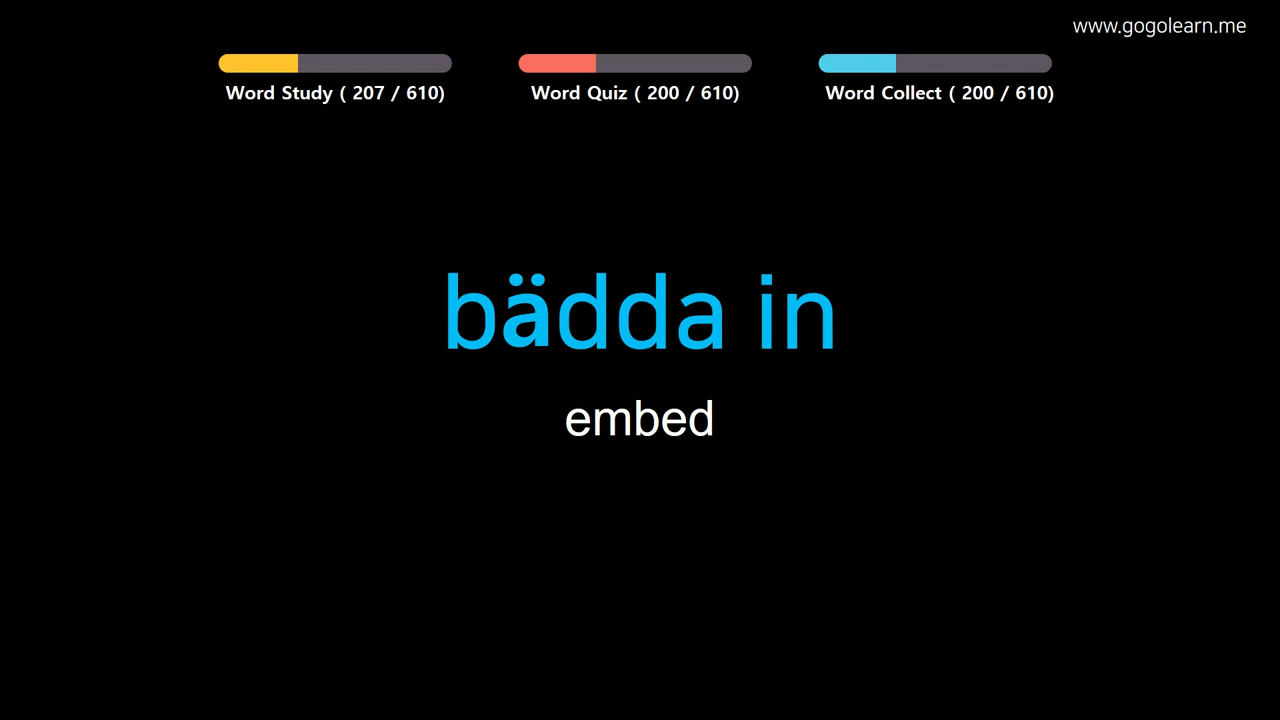 www.gogolearn.me
Word Study ( 207 / 610)
Word Quiz ( 200 / 610)
Word Collect ( 200 / 610)
bädda in
embed